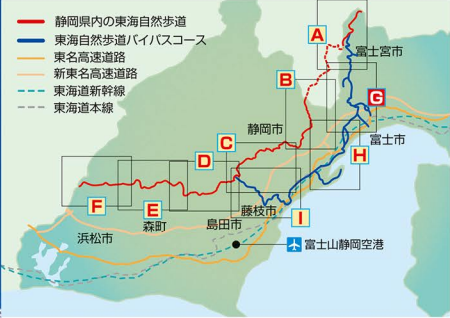 静岡県内の東海自然歩道
東海自然歩道バイパスコース
東名高速道路
新東名高速道路
東海道新幹線
東海道本線
A
富士宮市
B
G
静岡市
富士市
C
D
H
F
E
I
藤枝市
森町
島田市
浜松市
富士山静岡空港